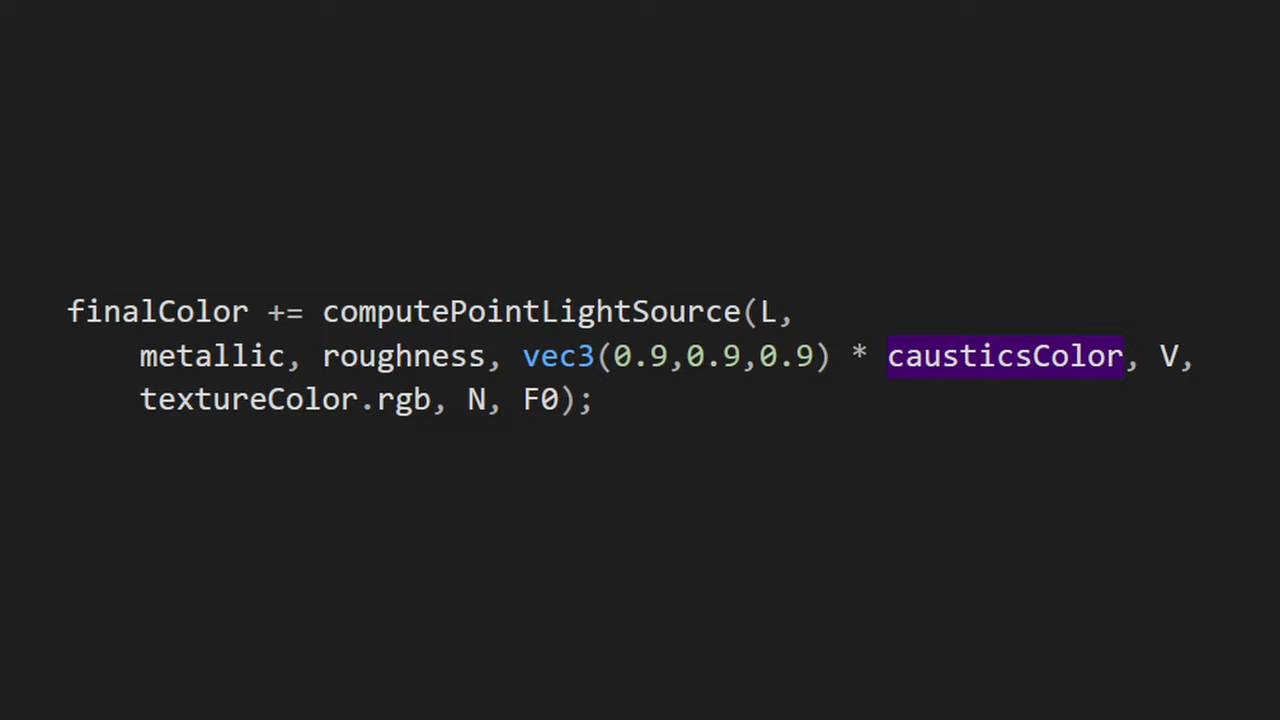 finalColor += computePointLightSource(L,
metallic, roughness, vec3(0.9,0.9,0.9) * causticsColor, V,
textureColor.rgb, N, F0);